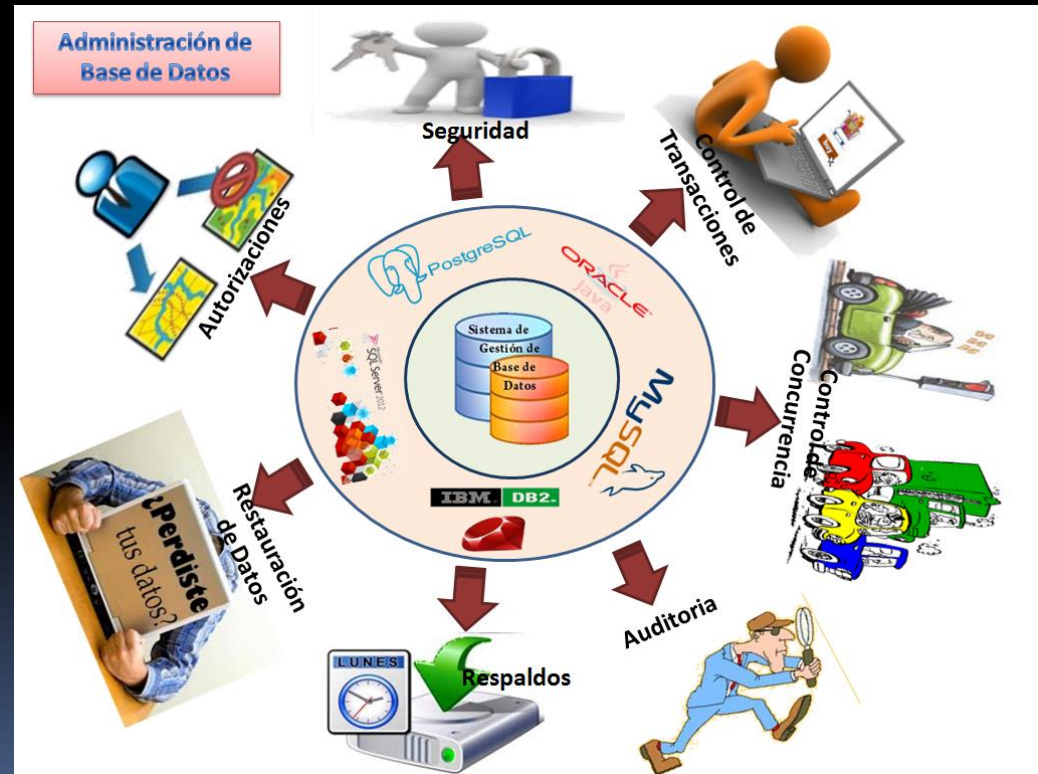 Administración de
Base de Datos
Seguridad
Control de
Transacciones
Control de
Concurrencia
Auditoria
Respaldos
LUNES
Restauración
de Datos
¿Perdiste
tus datos?
Autorizaciones
PostgreSQL
ORACLE
Java
MySQL
IBM. DB2.
SQL Server 2012
Sistema de
Gestión de
Base de
Datos